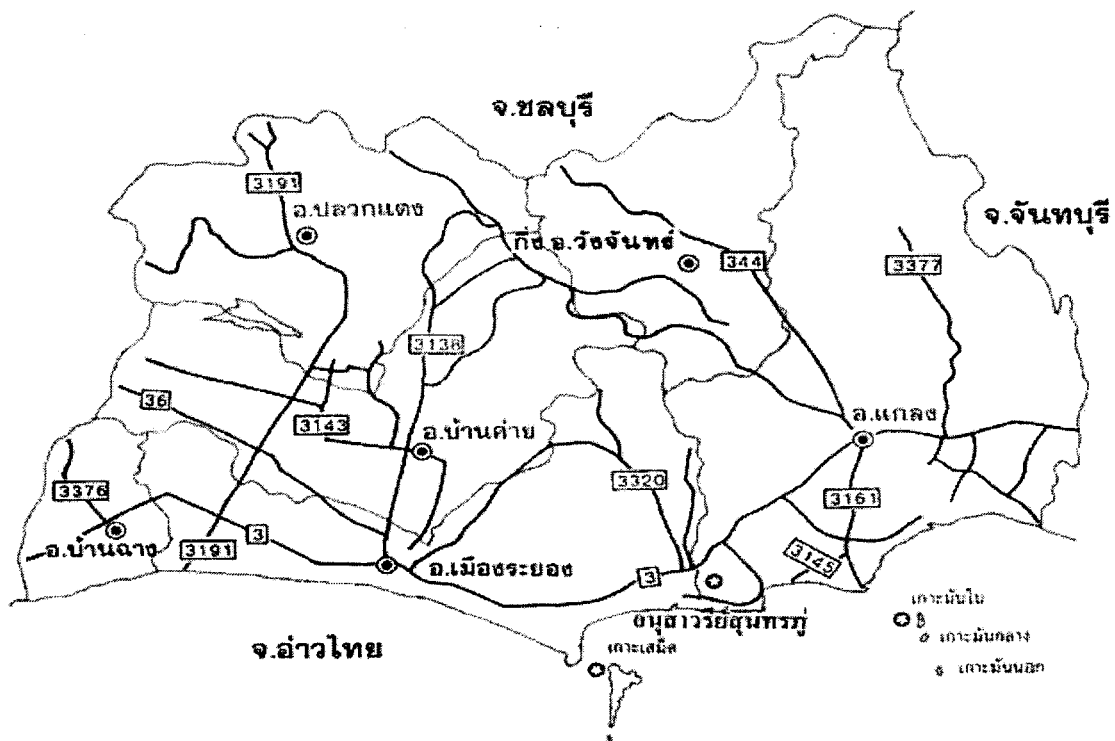 จ.ชลบุรี
3191
อ.ปลวกแดง
จ.จันทบุรี
กิ่ง อ.วังจันทร์
344
3377
3138
36
3143
อ.บ้านค่าย
อ.แกลง
3376
3320
3161
3
อ.บ้านฉาง
3191
อ.เมืองระยอง
3
3145
อนุสาวรีย์สุนทรภู่
เกาะมันใน
เกาะมันกลาง
จ.อ่าวไทย
เกาะเสม็ด
เกาะมันนอก